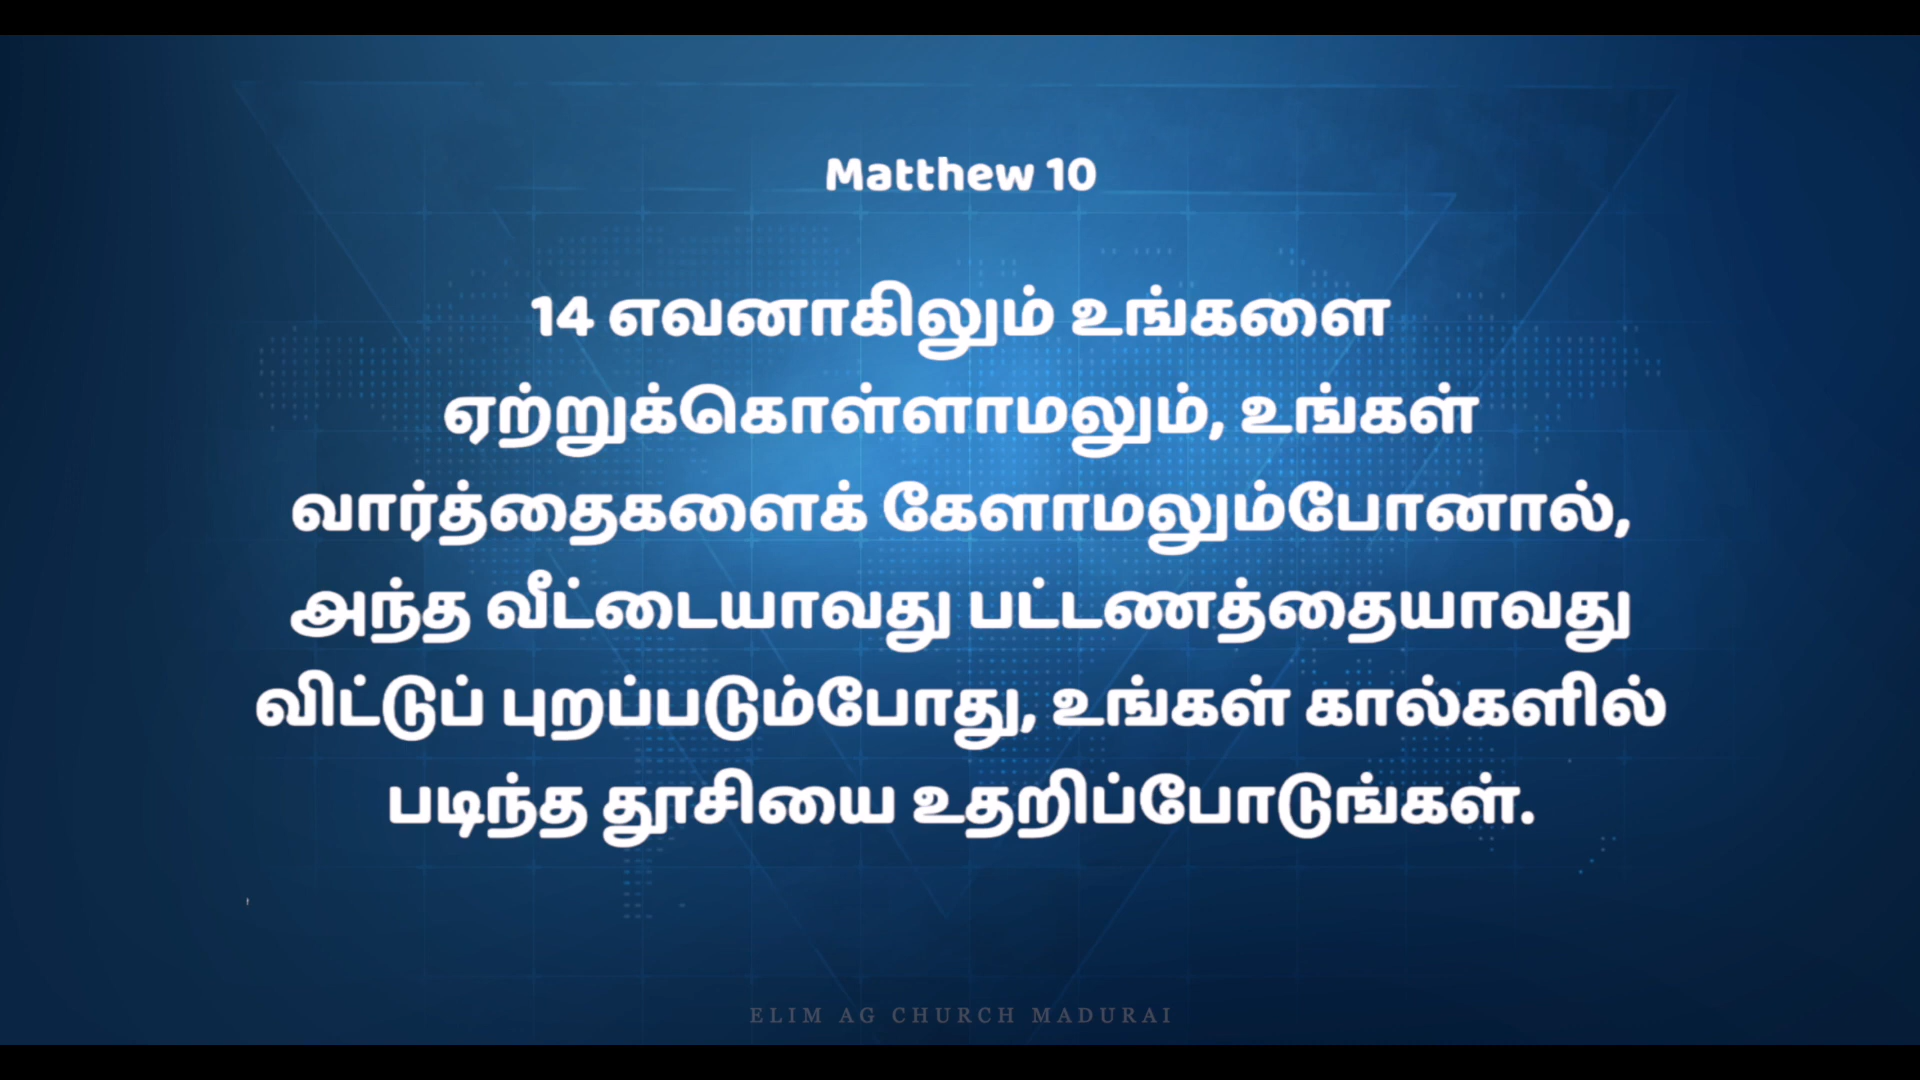 Matthew 10
14 எவனாகிலும் உங்களை
ஏற்றுக்கொள்ளாமலும், உங்கள்
வார்த்தைகளைக் கேளாமலும்போனால்,
அந்த வீட்டையாவது பட்டணத்தையாவது
விட்டுப் புறப்படும்போது, உங்கள் கால்களில்
படிந்த தூசியை உதறிப்போடுங்கள்.
ELIM AG CHURCH MADURAI